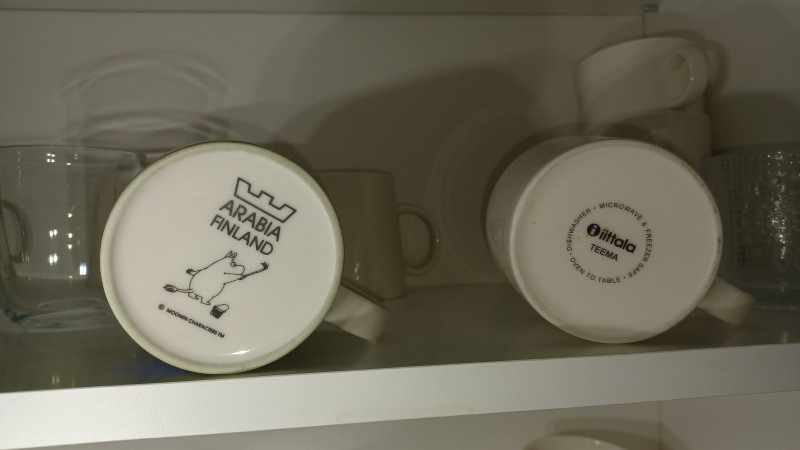 ARABIA
FINLAND
© MOOMIN CHARACTERS TM
DISHWASHER • MICROWAVE & FREEZER SAFE • OVEN TO TABLE •
iittala
TEEMA